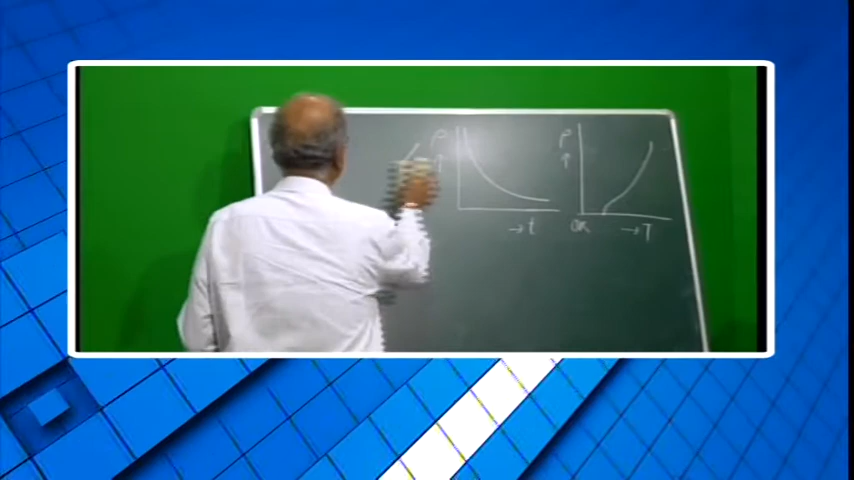 ρ ρ
↑ ↑
→ t → T
0K